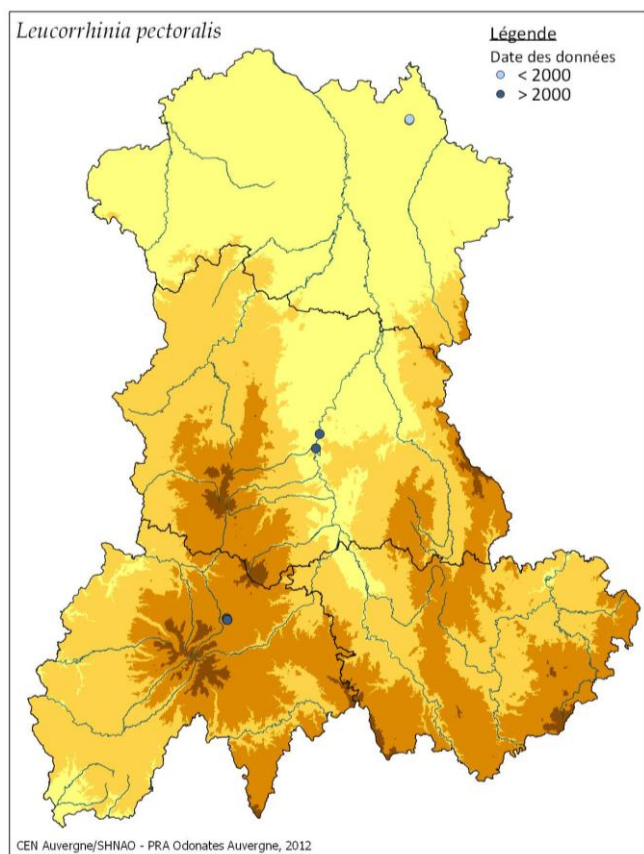 Leucorrhinia pectoralis
Légende
Date des données
< 2000
> 2000
CEN Auvergne/SHNAO - PRA Odonates Auvergne, 2012